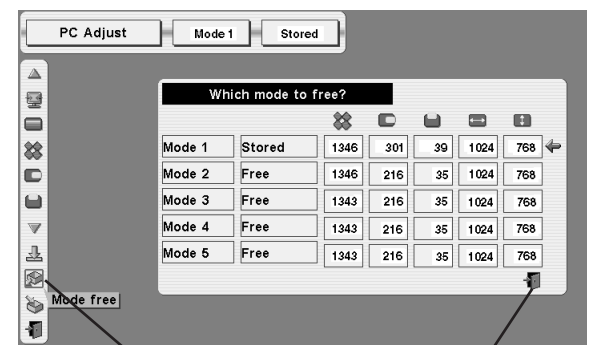 PC Adjust Mode 1 Stored
Which mode to free?
Mode 1 Stored 1346 301 39 1024 768
Mode 2 Free 1346 216 35 1024 768
Mode 3 Free 1343 216 35 1024 768
Mode 4 Free 1343 216 35 1024 768
Mode 5 Free 1343 216 35 1024 768
Mode free